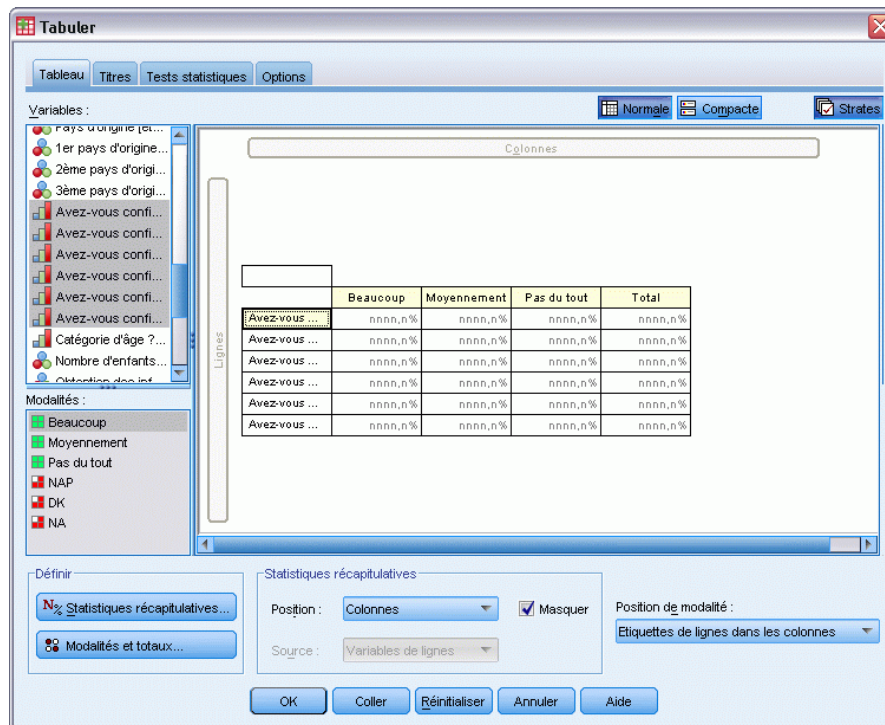 Tabuler
Tableau Titres Tests statistiques Options
Variables :
Normale Compacte Strates
Pays d'origine [et...
1er pays d'origine...
2ème pays d'origi...
3ème pays d'origi...
Avez-vous confi...
Avez-vous confi...
Avez-vous confi...
Avez-vous confi...
Avez-vous confi...
Avez-vous confi...
Catégorie d'âge ?...
Nombre d'enfants...
Obtention des inf...
Modalités :
Beaucoup
Moyennement
Pas du tout
NAP
DK
NA
Colonnes
Lignes
Beaucoup Moyennement Pas du tout Total
Avez-vous ... nnnn,n% nnnn,n% nnnn,n% nnnn,n%
Avez-vous ... nnnn,n% nnnn,n% nnnn,n% nnnn,n%
Avez-vous ... nnnn,n% nnnn,n% nnnn,n% nnnn,n%
Avez-vous ... nnnn,n% nnnn,n% nnnn,n% nnnn,n%
Avez-vous ... nnnn,n% nnnn,n% nnnn,n% nnnn,n%
Avez-vous ... nnnn,n% nnnn,n% nnnn,n% nnnn,n%
Définir
N% Statistiques récapitulatives...
Modalités et totaux...
Statistiques récapitulatives
Position : Colonnes Masquer
Source : Variables de lignes
Position de modalité :
Etiquettes de lignes dans les colonnes
OK Coller Réinitialiser Annuler Aide